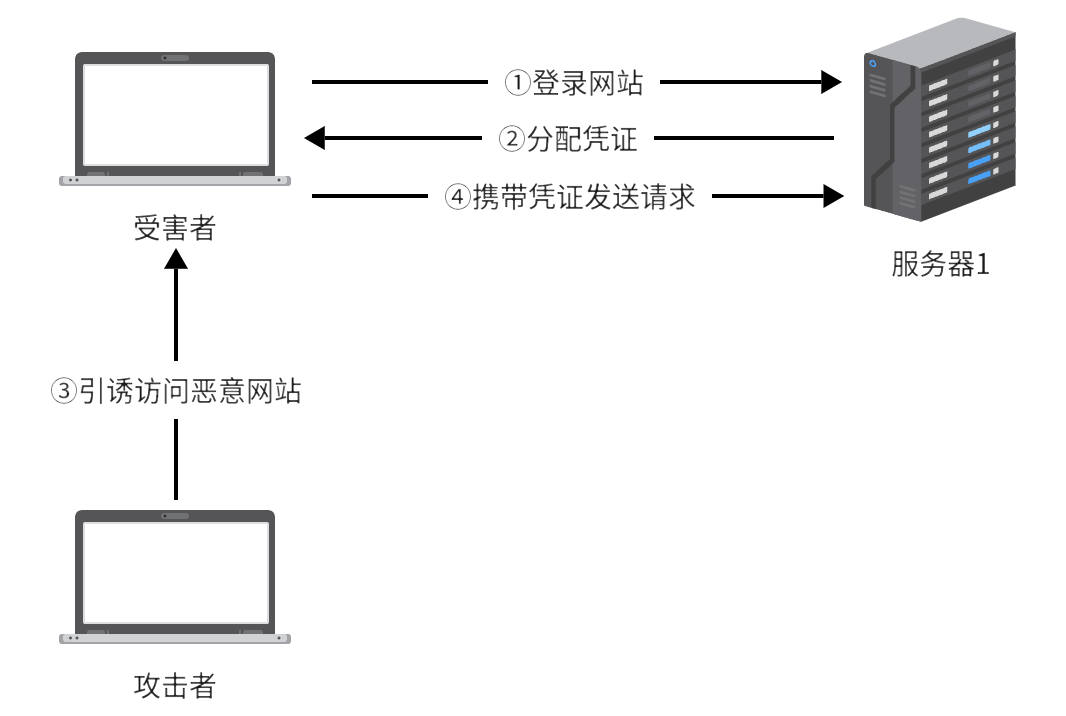 ①登录网站
②分配凭证
④携带凭证发送请求
受害者
服务器1
③引诱访问恶意网站
攻击者